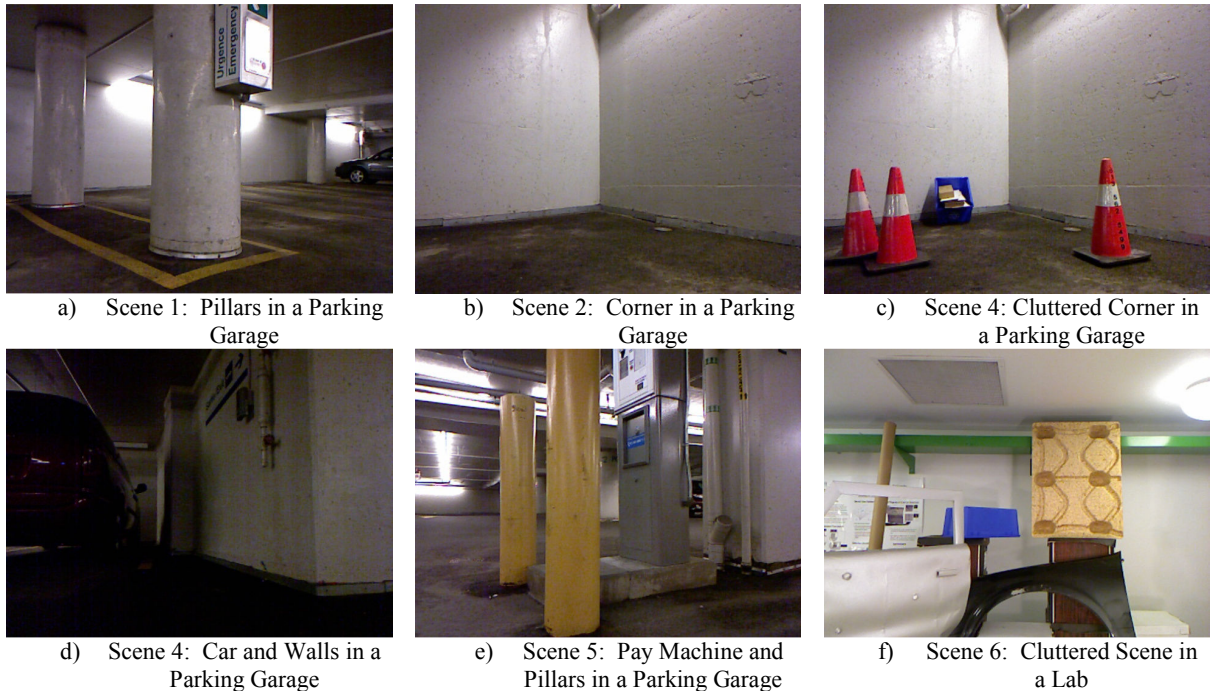 Urgence
Emergency
a) Scene 1: Pillars in a Parking
Garage
b) Scene 2: Corner in a Parking
Garage
c) Scene 4: Cluttered Corner in
a Parking Garage
d) Scene 4: Car and Walls in a
Parking Garage
e) Scene 5: Pay Machine and
Pillars in a Parking Garage
f) Scene 6: Cluttered Scene in
a Lab